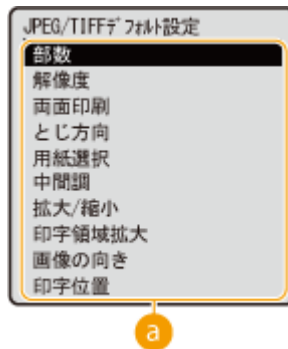 JPEG/TIFFﾃﾞﾌｫﾙﾄ設定
部数
解像度
両面印刷
とじ方向
用紙選択
中間調
拡大/縮小
印字領域拡大
画像の向き
印字位置
a